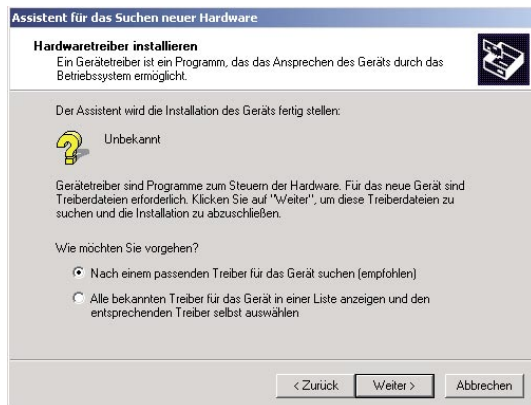 Assistent für das Suchen neuer Hardware
Hardwaretreiber installieren
Ein Gerätetreiber ist ein Programm, das das Ansprechen des Geräts durch das
Betriebssystem ermöglicht.
Der Assistent wird die Installation des Geräts fertig stellen:
Unbekannt
Gerätetreiber sind Programme zum Steuern der Hardware. Für das neue Gerät sind
Treiberdateien erforderlich. Klicken Sie auf "Weiter", um diese Treiberdateien zu
suchen und die Installation zu abzuschließen.
Wie möchten Sie vorgehen?
Nach einem passenden Treiber für das Gerät suchen (empfohlen)
Alle bekannten Treiber für das Gerät in einer Liste anzeigen und den
entsprechenden Treiber selbst auswählen
< Zurück Weiter > Abbrechen